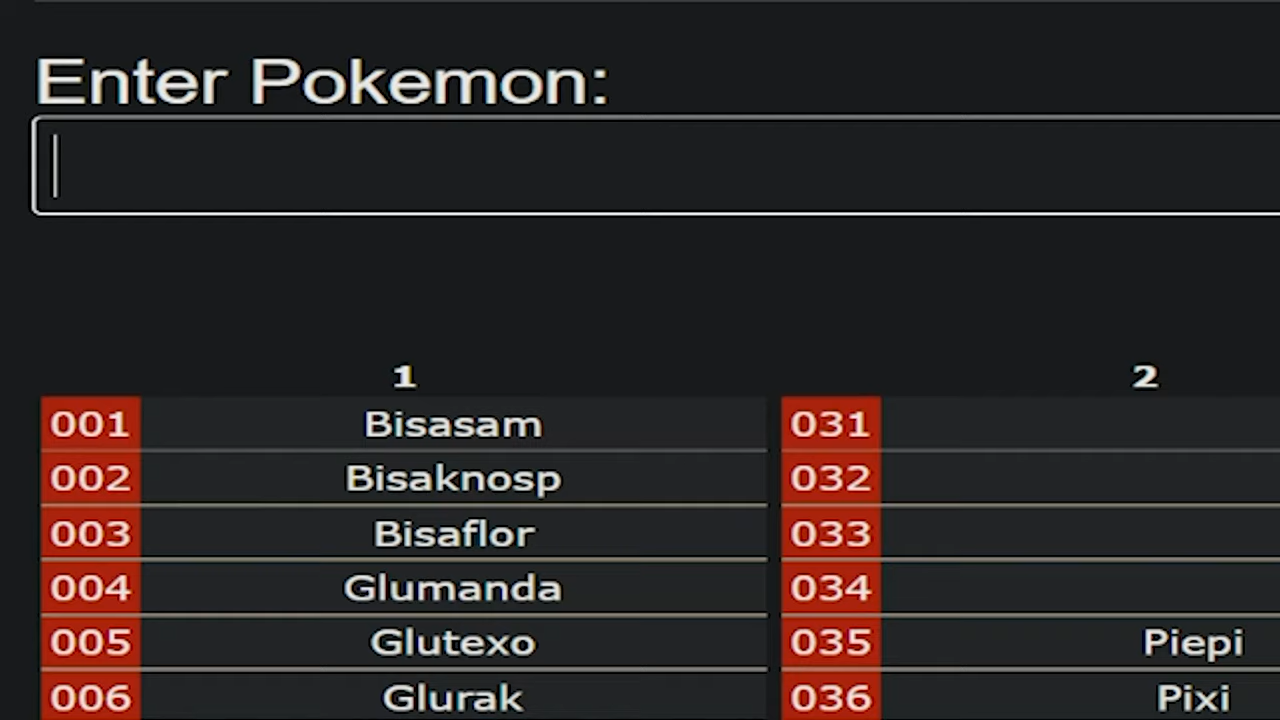 Enter Pokemon:
1 2
001 Bisasam 031
002 Bisaknosp 032
003 Bisaflor 033
004 Glumanda 034
005 Glutexo 035 Piepi
006 Glurak 036 Pixi